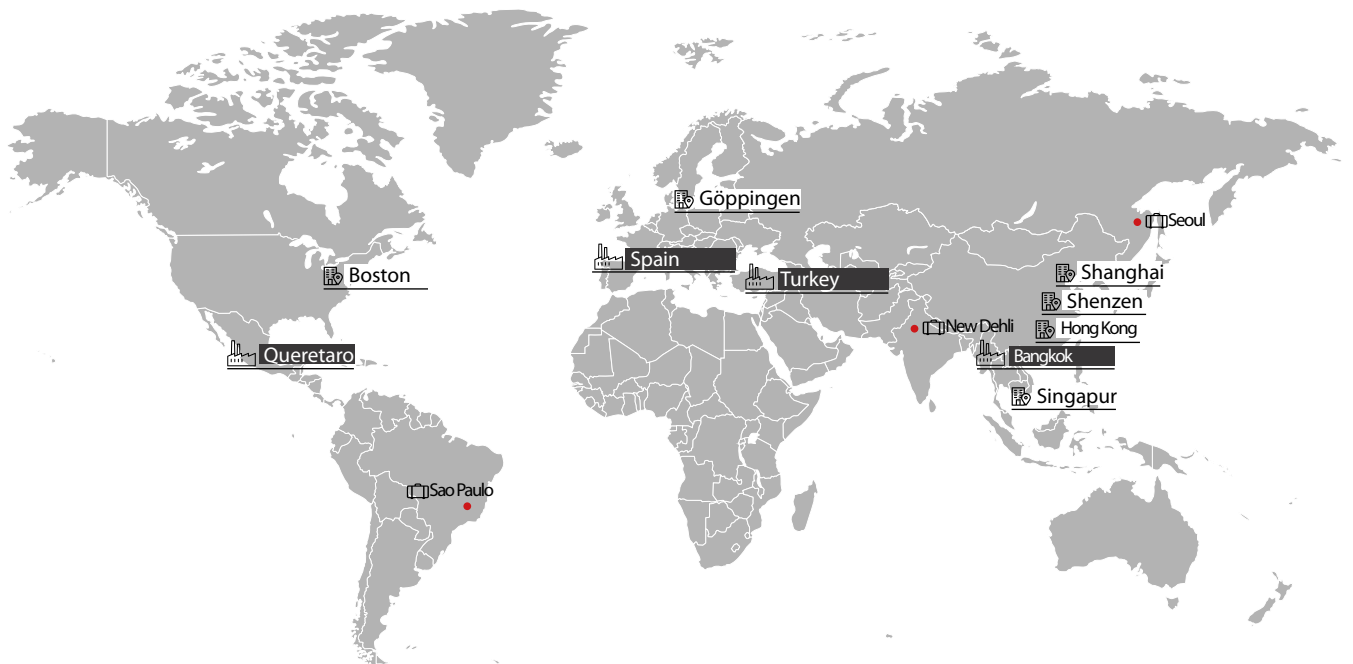 Göppingen
Seoul
Spain
Boston
Turkey
Shanghai
Shenzen
New Dehli
Hong Kong
Queretaro
Bangkok
Singapur
Sao Paulo